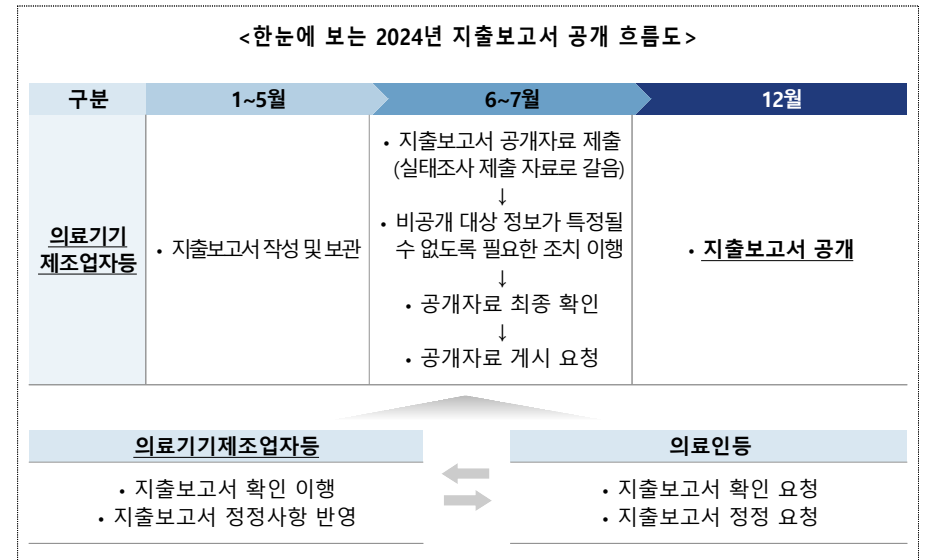 <한눈에 보는 2024년 지출보고서 공개 흐름도>
구분
1~5월
6~7월
12월
의료기기
제조업자등
• 지출보고서 작성 및 보관
• 지출보고서 공개자료 제출
(실태조사 제출 자료로 갈음)
↓
• 비공개 대상 정보가 특정될
수 없도록 필요한 조치 이행
↓
• 공개자료 최종 확인
↓
• 공개자료 게시 요청
• 지출보고서 공개
의료기기제조업자등
• 지출보고서 확인 이행
• 지출보고서 정정사항 반영
의료인등
• 지출보고서 확인 요청
• 지출보고서 정정 요청